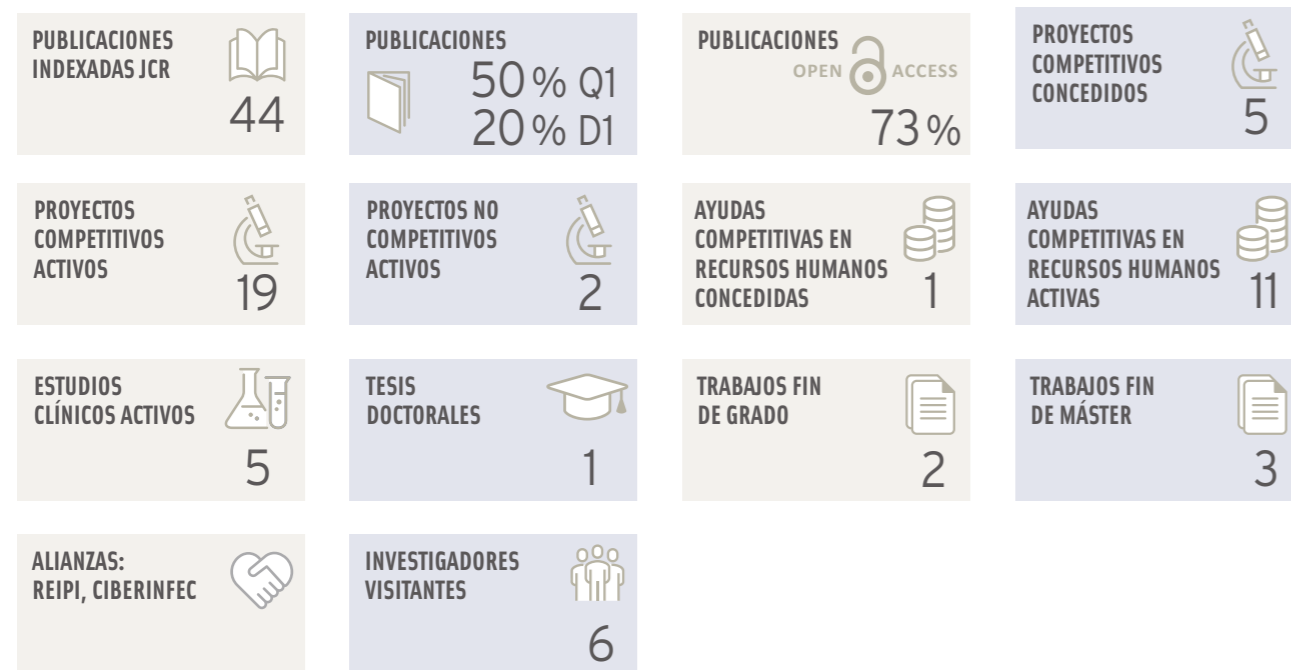 PUBLICACIONES
INDEXADAS JCR
44
PUBLICACIONES
50% Q1
20% D1
PUBLICACIONES
OPEN ACCESS
73%
PROYECTOS
COMPETITIVOS
CONCEDIDOS
5
PROYECTOS
COMPETITIVOS
ACTIVOS
19
PROYECTOS NO
COMPETITIVOS
ACTIVOS
2
AYUDAS
COMPETITIVAS EN
RECURSOS HUMANOS
CONCEDIDAS
1
AYUDAS
COMPETITIVAS EN
RECURSOS HUMANOS
ACTIVAS
11
ESTUDIOS
CLÍNICOS ACTIVOS
5
TESIS
DOCTORALES
1
TRABAJOS FIN
DE GRADO
2
TRABAJOS FIN
DE MÁSTER
3
ALIANZAS:
REIPI, CIBERINFEC
INVESTIGADORES
VISITANTES
6